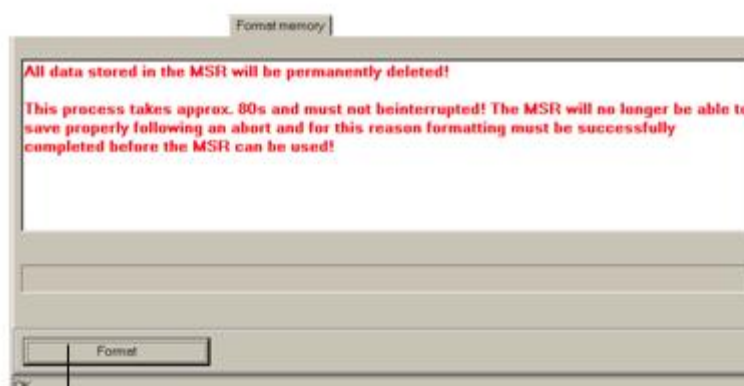 Format memory
All data stored in the MSR will be permanently deleted!
This process takes approx. 80s and must not beinterrupted! The MSR will no longer be able to
save properly following an abort and for this reason formatting must be successfully
completed before the MSR can be used!
Format
OK